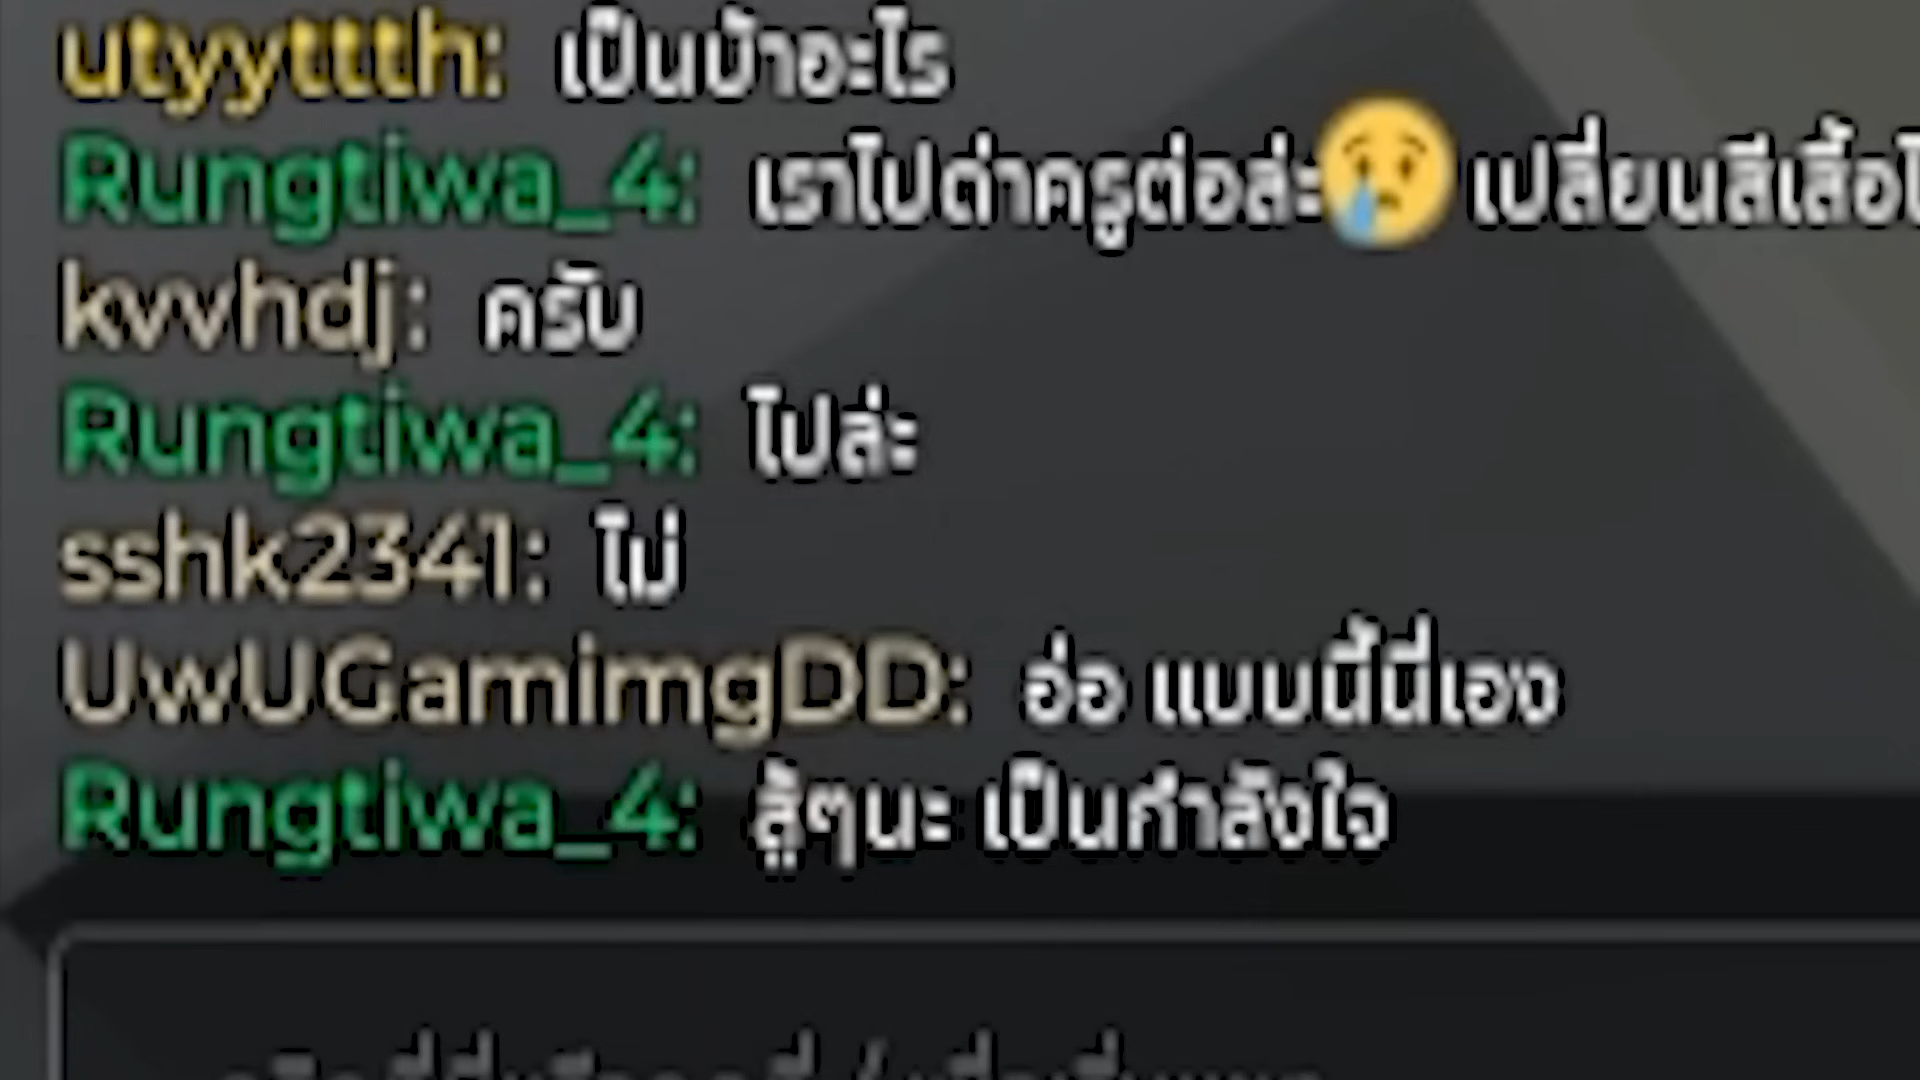 utyyttth: เป็นบ้าอะไร
Rungtiwa_4: เราไปด่าครูต่อล่ะ😢 เปลี่ยนสีเสื้อไ
kvvhdj: ครับ
Rungtiwa_4: ไปล่ะ
sshk2341: ไม่
UwUGamimgDD: อ่อ แบบนี้นี่เอง
Rungtiwa_4: สู้ๆนะ เป็นกำลังใจ